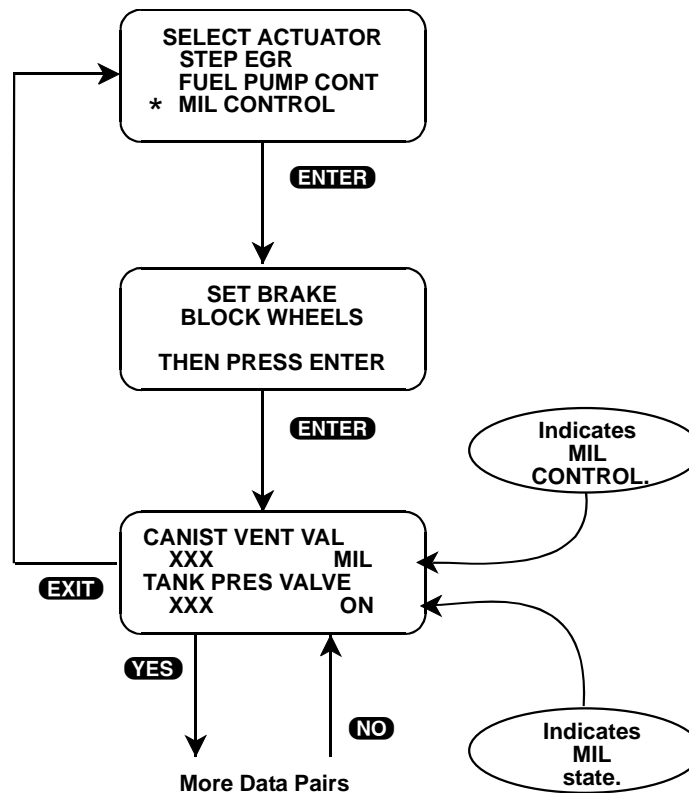 SELECT ACTUATOR
STEP EGR
FUEL PUMP CONT
* MIL CONTROL
ENTER
SET BRAKE
BLOCK WHEELS
THEN PRESS ENTER
ENTER
Indicates
MIL
CONTROL.
CANIST VENT VAL
XXX MIL
TANK PRES VALVE
XXX ON
EXIT
YES
NO
Indicates
MIL
state.
More Data Pairs